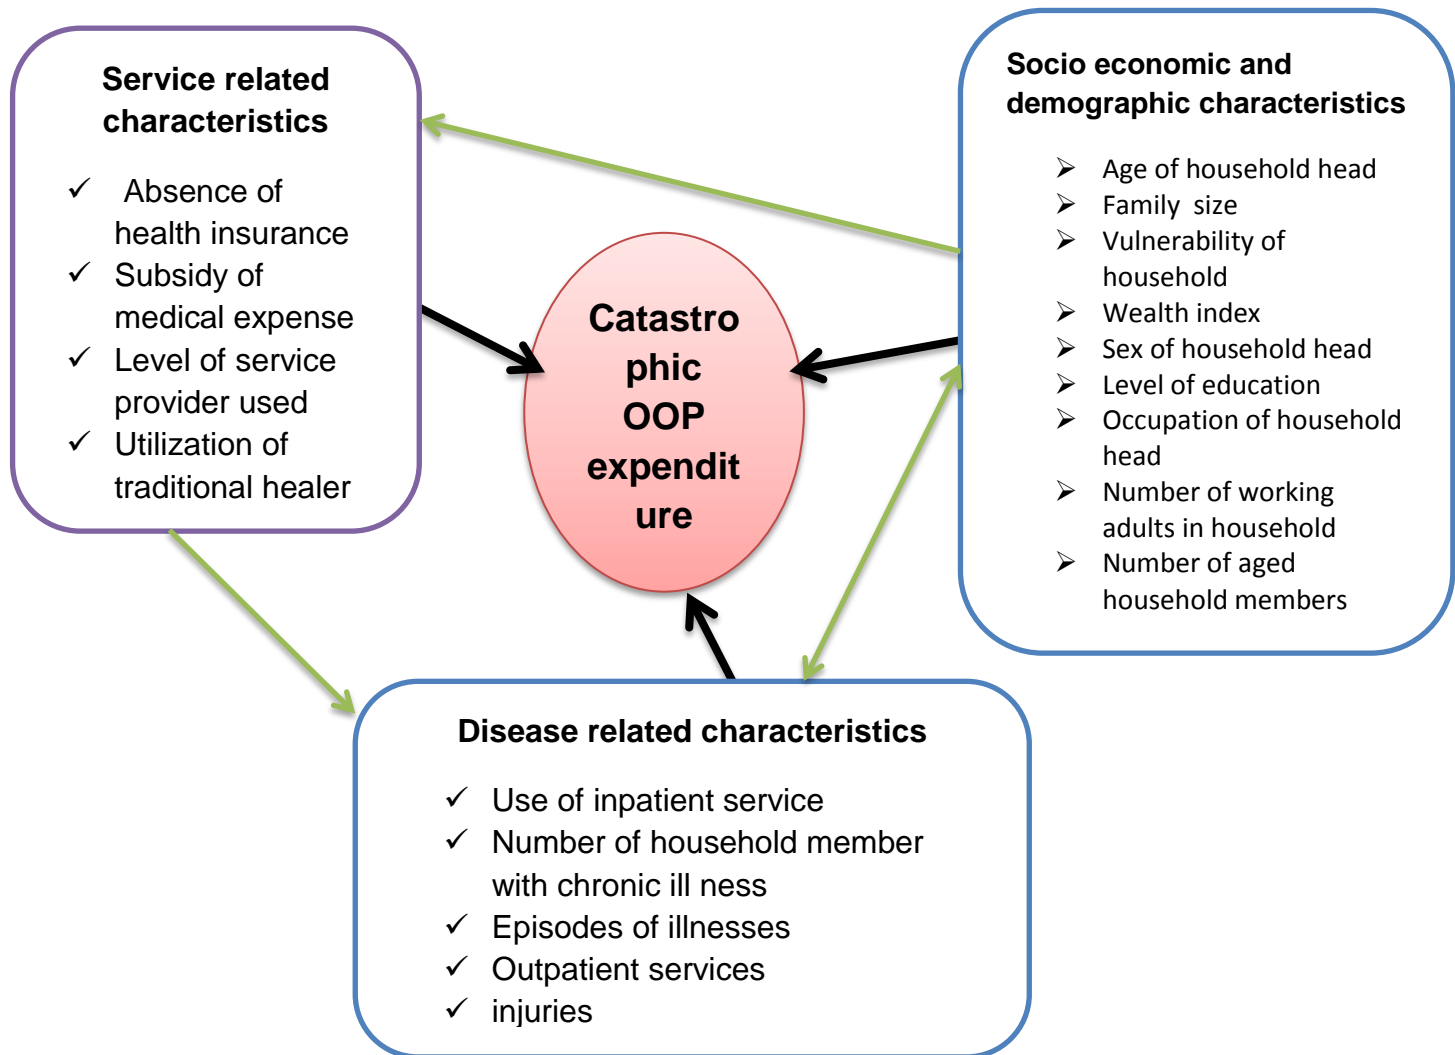 Service related
characteristics
✓ Absence of
health insurance
✓ Subsidy of
medical expense
✓ Level of service
provider used
✓ Utilization of
traditional healer
Catastro
phic
OOP
expendit
ure
Socio economic and
demographic characteristics
➢ Age of household head
➢ Family size
➢ Vulnerability of
household
➢ Wealth index
➢ Sex of household head
➢ Level of education
➢ Occupation of household
head
➢ Number of working
adults in household
➢ Number of aged
household members
Disease related characteristics
✓ Use of inpatient service
✓ Number of household member
with chronic ill ness
✓ Episodes of illnesses
✓ Outpatient services
✓ injuries